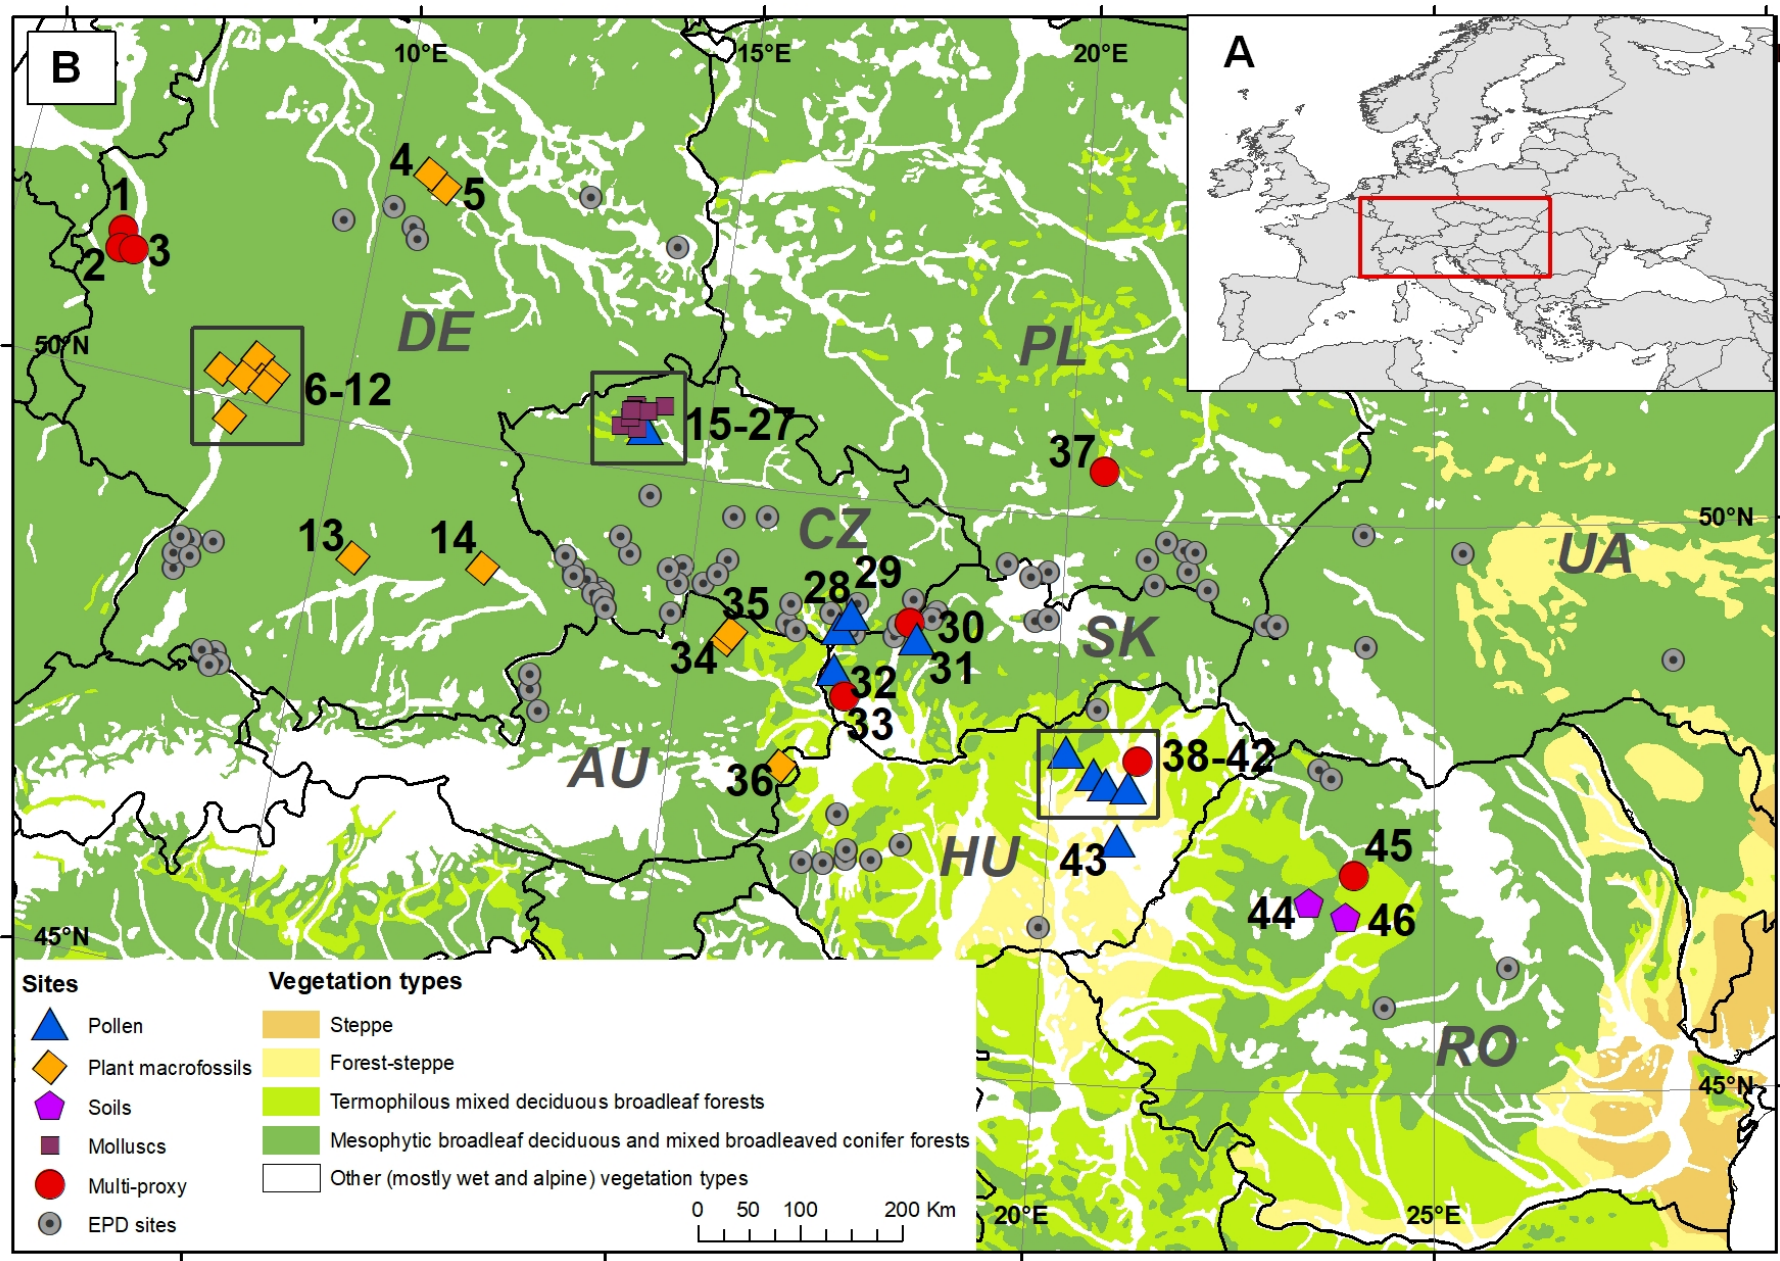 B
10°E
15°E
20°E
A
4
5
1
2
3
DE
PL
50°N
6-12
15-27
37
13
14
CZ
50°N
UA
28
29
35
34
30
31
SK
32
33
AU
36
38-42
HU
43
45
44
46
45°N
RO
45°N
20°E
25°E
Sites
Pollen
Plant macrofossils
Soils
Molluscs
Multi-proxy
EPD sites
Vegetation types
Steppe
Forest-steppe
Termophilous mixed deciduous broadleaf forests
Mesophytic broadleaf deciduous and mixed broadleaved conifer forests
Other (mostly wet and alpine) vegetation types
0 50 100 200 Km